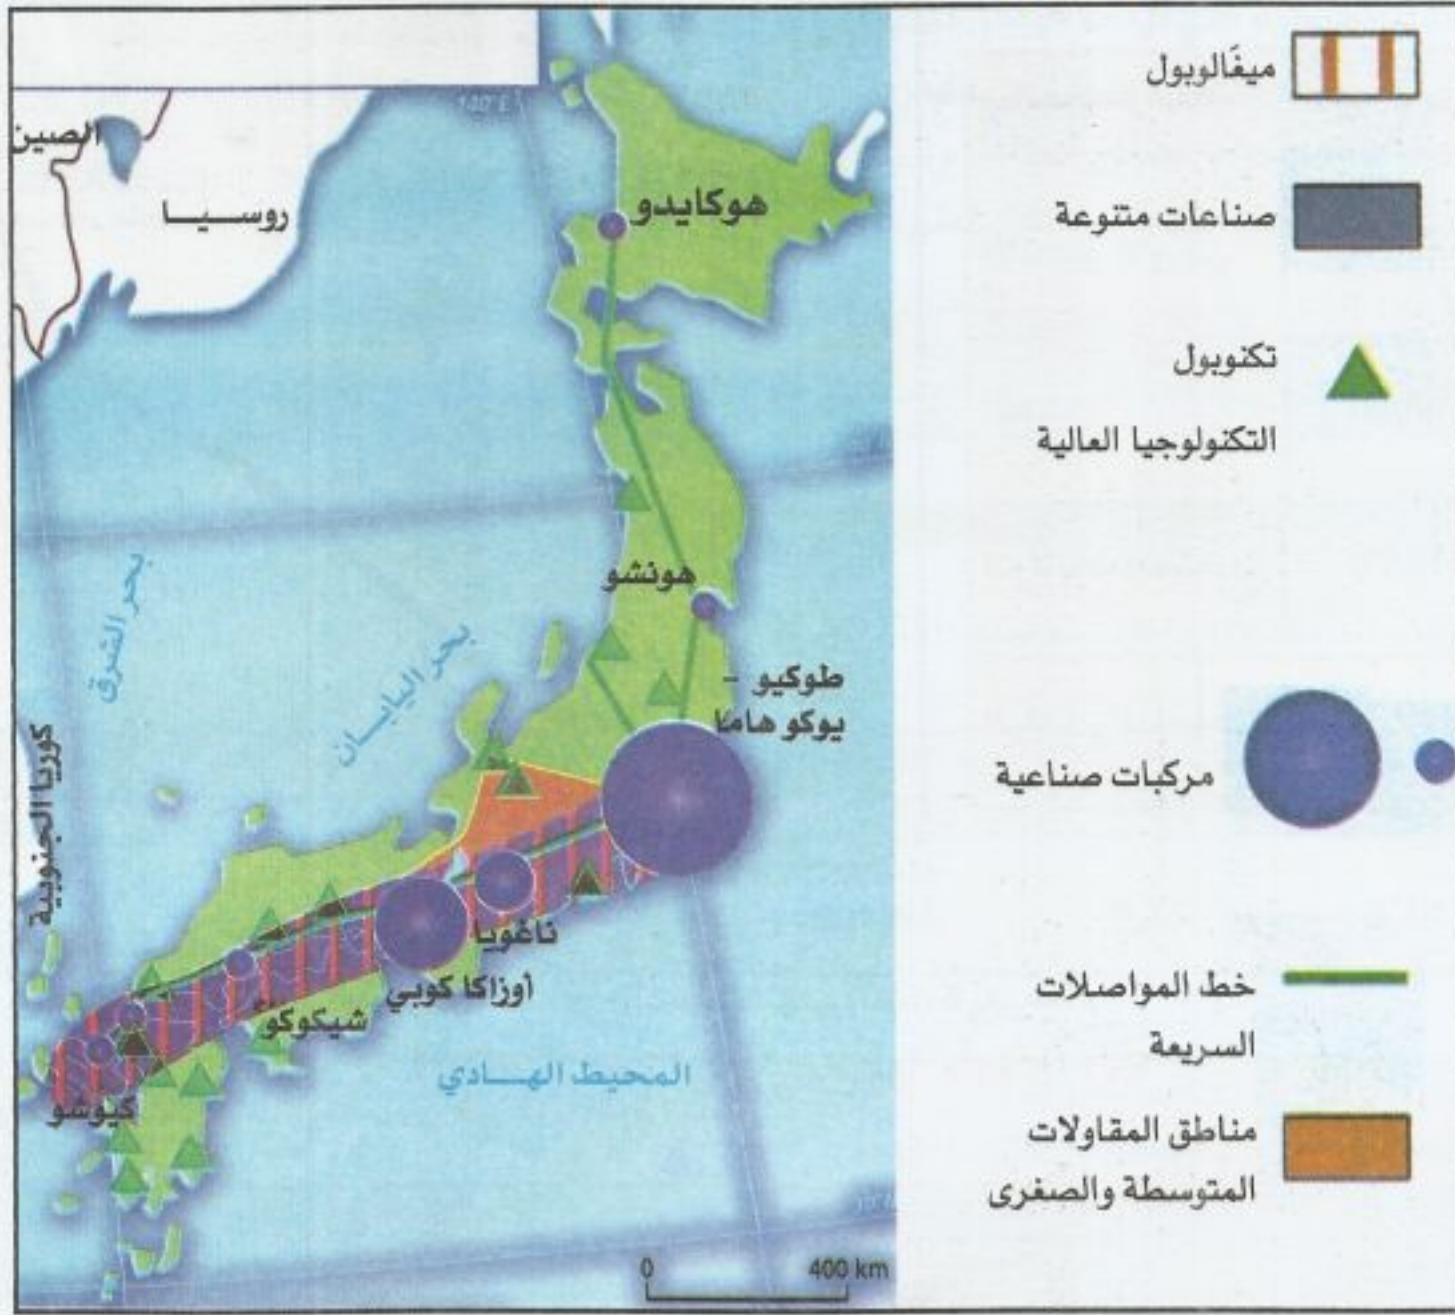 ميغالوبول
صناعات متنوعة
تكنوبول
التكنولوجيا العالية
مركبات صناعية
خط المواصلات
السريعة
مناطق المقاولات
المتوسطة والصغرى
140° E
الصين
روسيا
هوكايدو
هونشو
بحر الشرق
بحر اليابان
طوكيو -
يوكو هاما
كوريا الجنوبية
ناغويا
أوزاكا كوبي
شيكوكو
كيوشو
المحيط الهادي
0 400 km